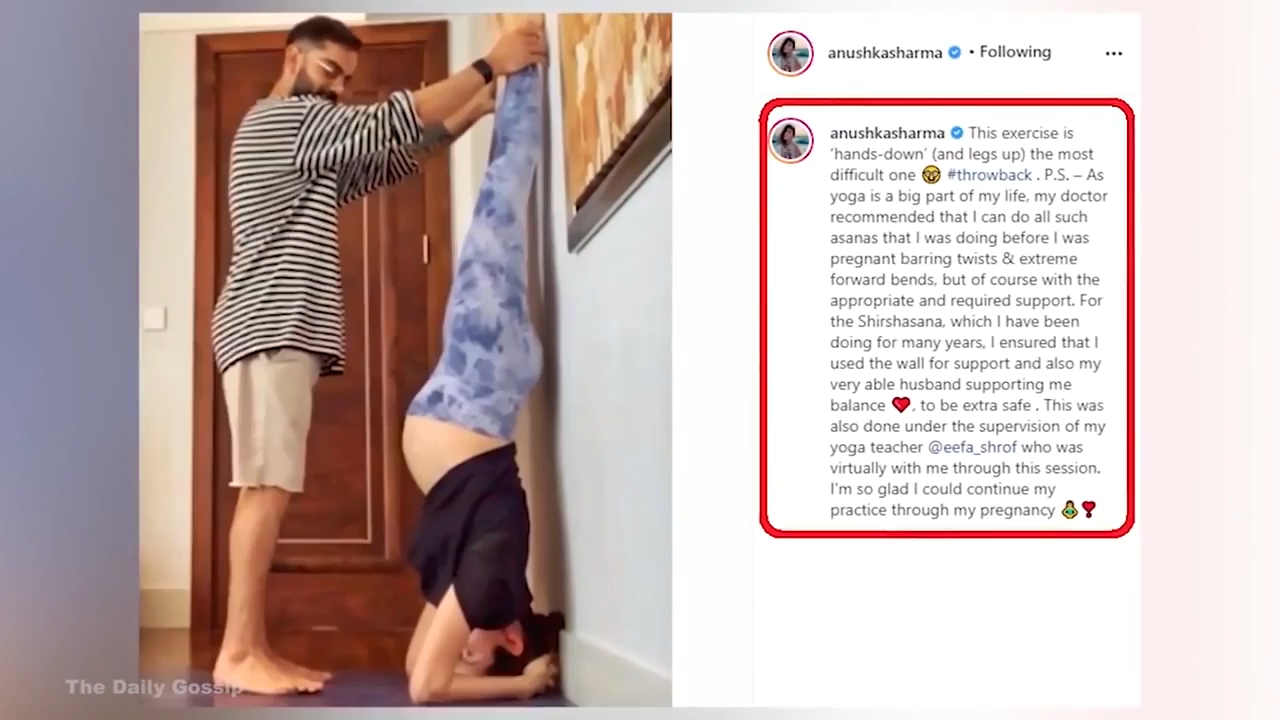 anushkasharma • Following
anushkasharma This exercise is
'hands-down' (and legs up) the most
difficult one #throwback . P.S. – As
yoga is a big part of my life, my doctor
recommended that I can do all such
asanas that I was doing before I was
pregnant barring twists & extreme
forward bends, but of course with the
appropriate and required support. For
the Shirshasana, which I have been
doing for many years, I ensured that I
used the wall for support and also my
very able husband supporting me
balance ❤️, to be extra safe . This was
also done under the supervision of my
yoga teacher @eefa_shrof who was
virtually with me through this session.
I'm so glad I could continue my
practice through my pregnancy
The Daily Gossip